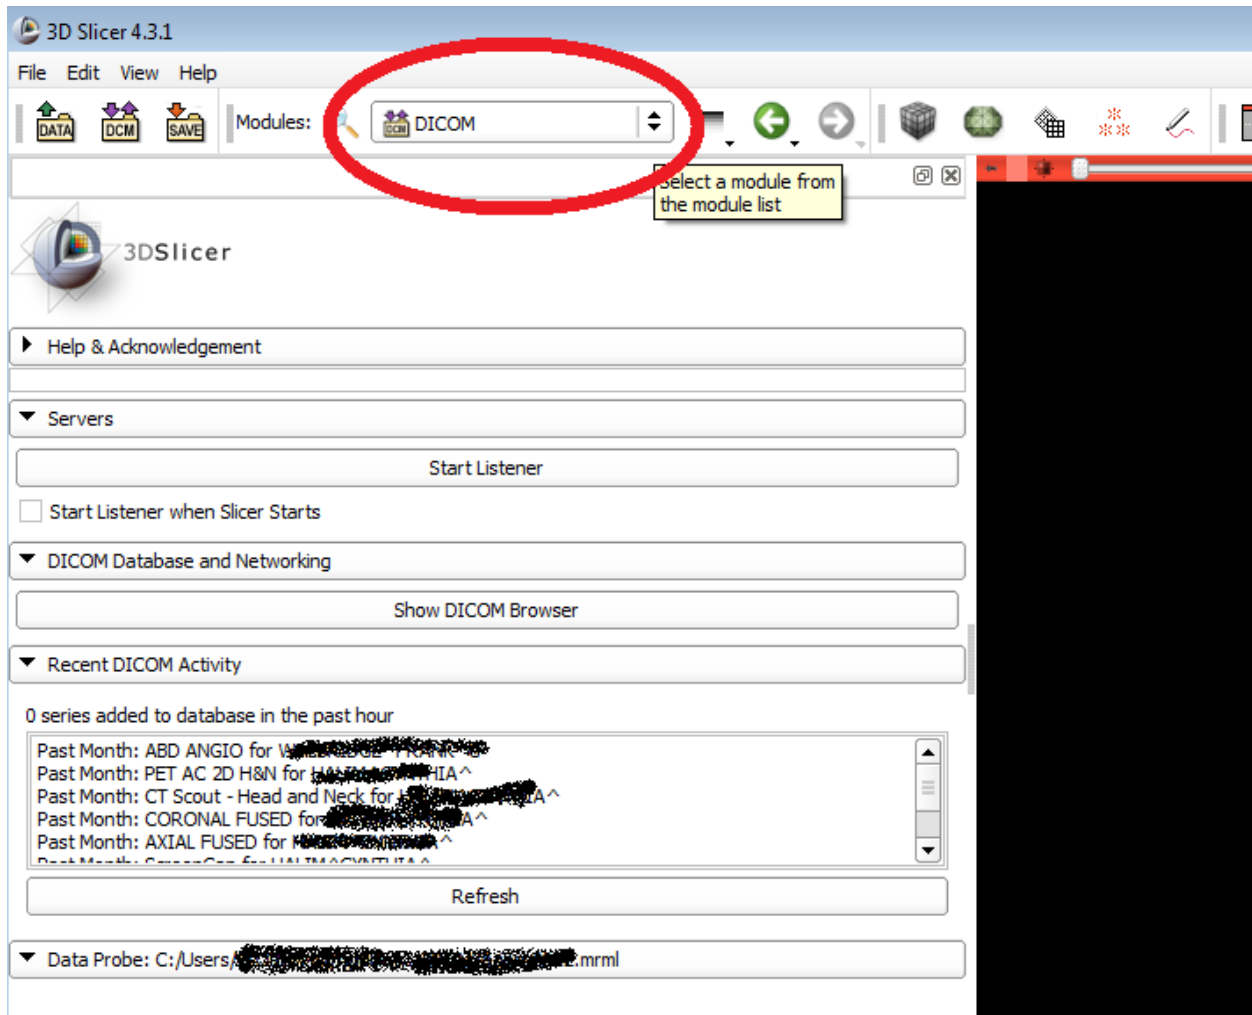 3D Slicer 4.3.1
File Edit View Help
DATA DCM SAVE Modules: DCM DICOM
Select a module from
the module list
3DSlicer
Help & Acknowledgement
Servers
Start Listener
Start Listener when Slicer Starts
DICOM Database and Networking
Show DICOM Browser
Recent DICOM Activity
0 series added to database in the past hour
Past Month: ABD ANGIO for
Past Month: PET AC 2D H&N for
Past Month: CT Scout - Head and Neck for
Past Month: CORONAL FUSED for
Past Month: AXIAL FUSED for
Refresh
Data Probe: C:/Users/ .mrml